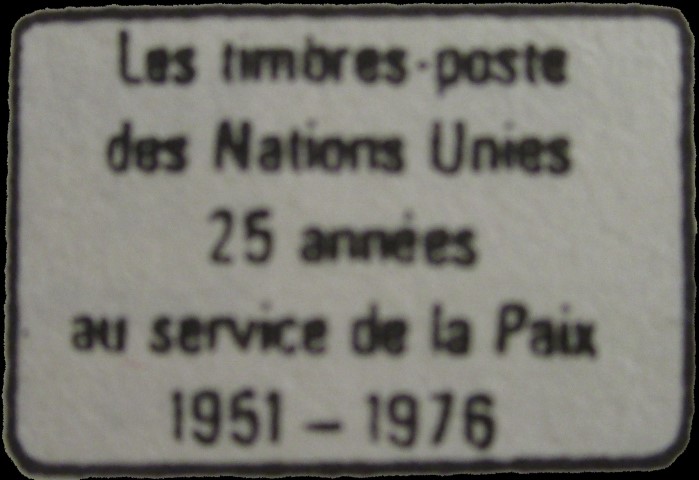 Les timbres-poste
des Nations Unies
25 années
au service de la Paix
1951 – 1976